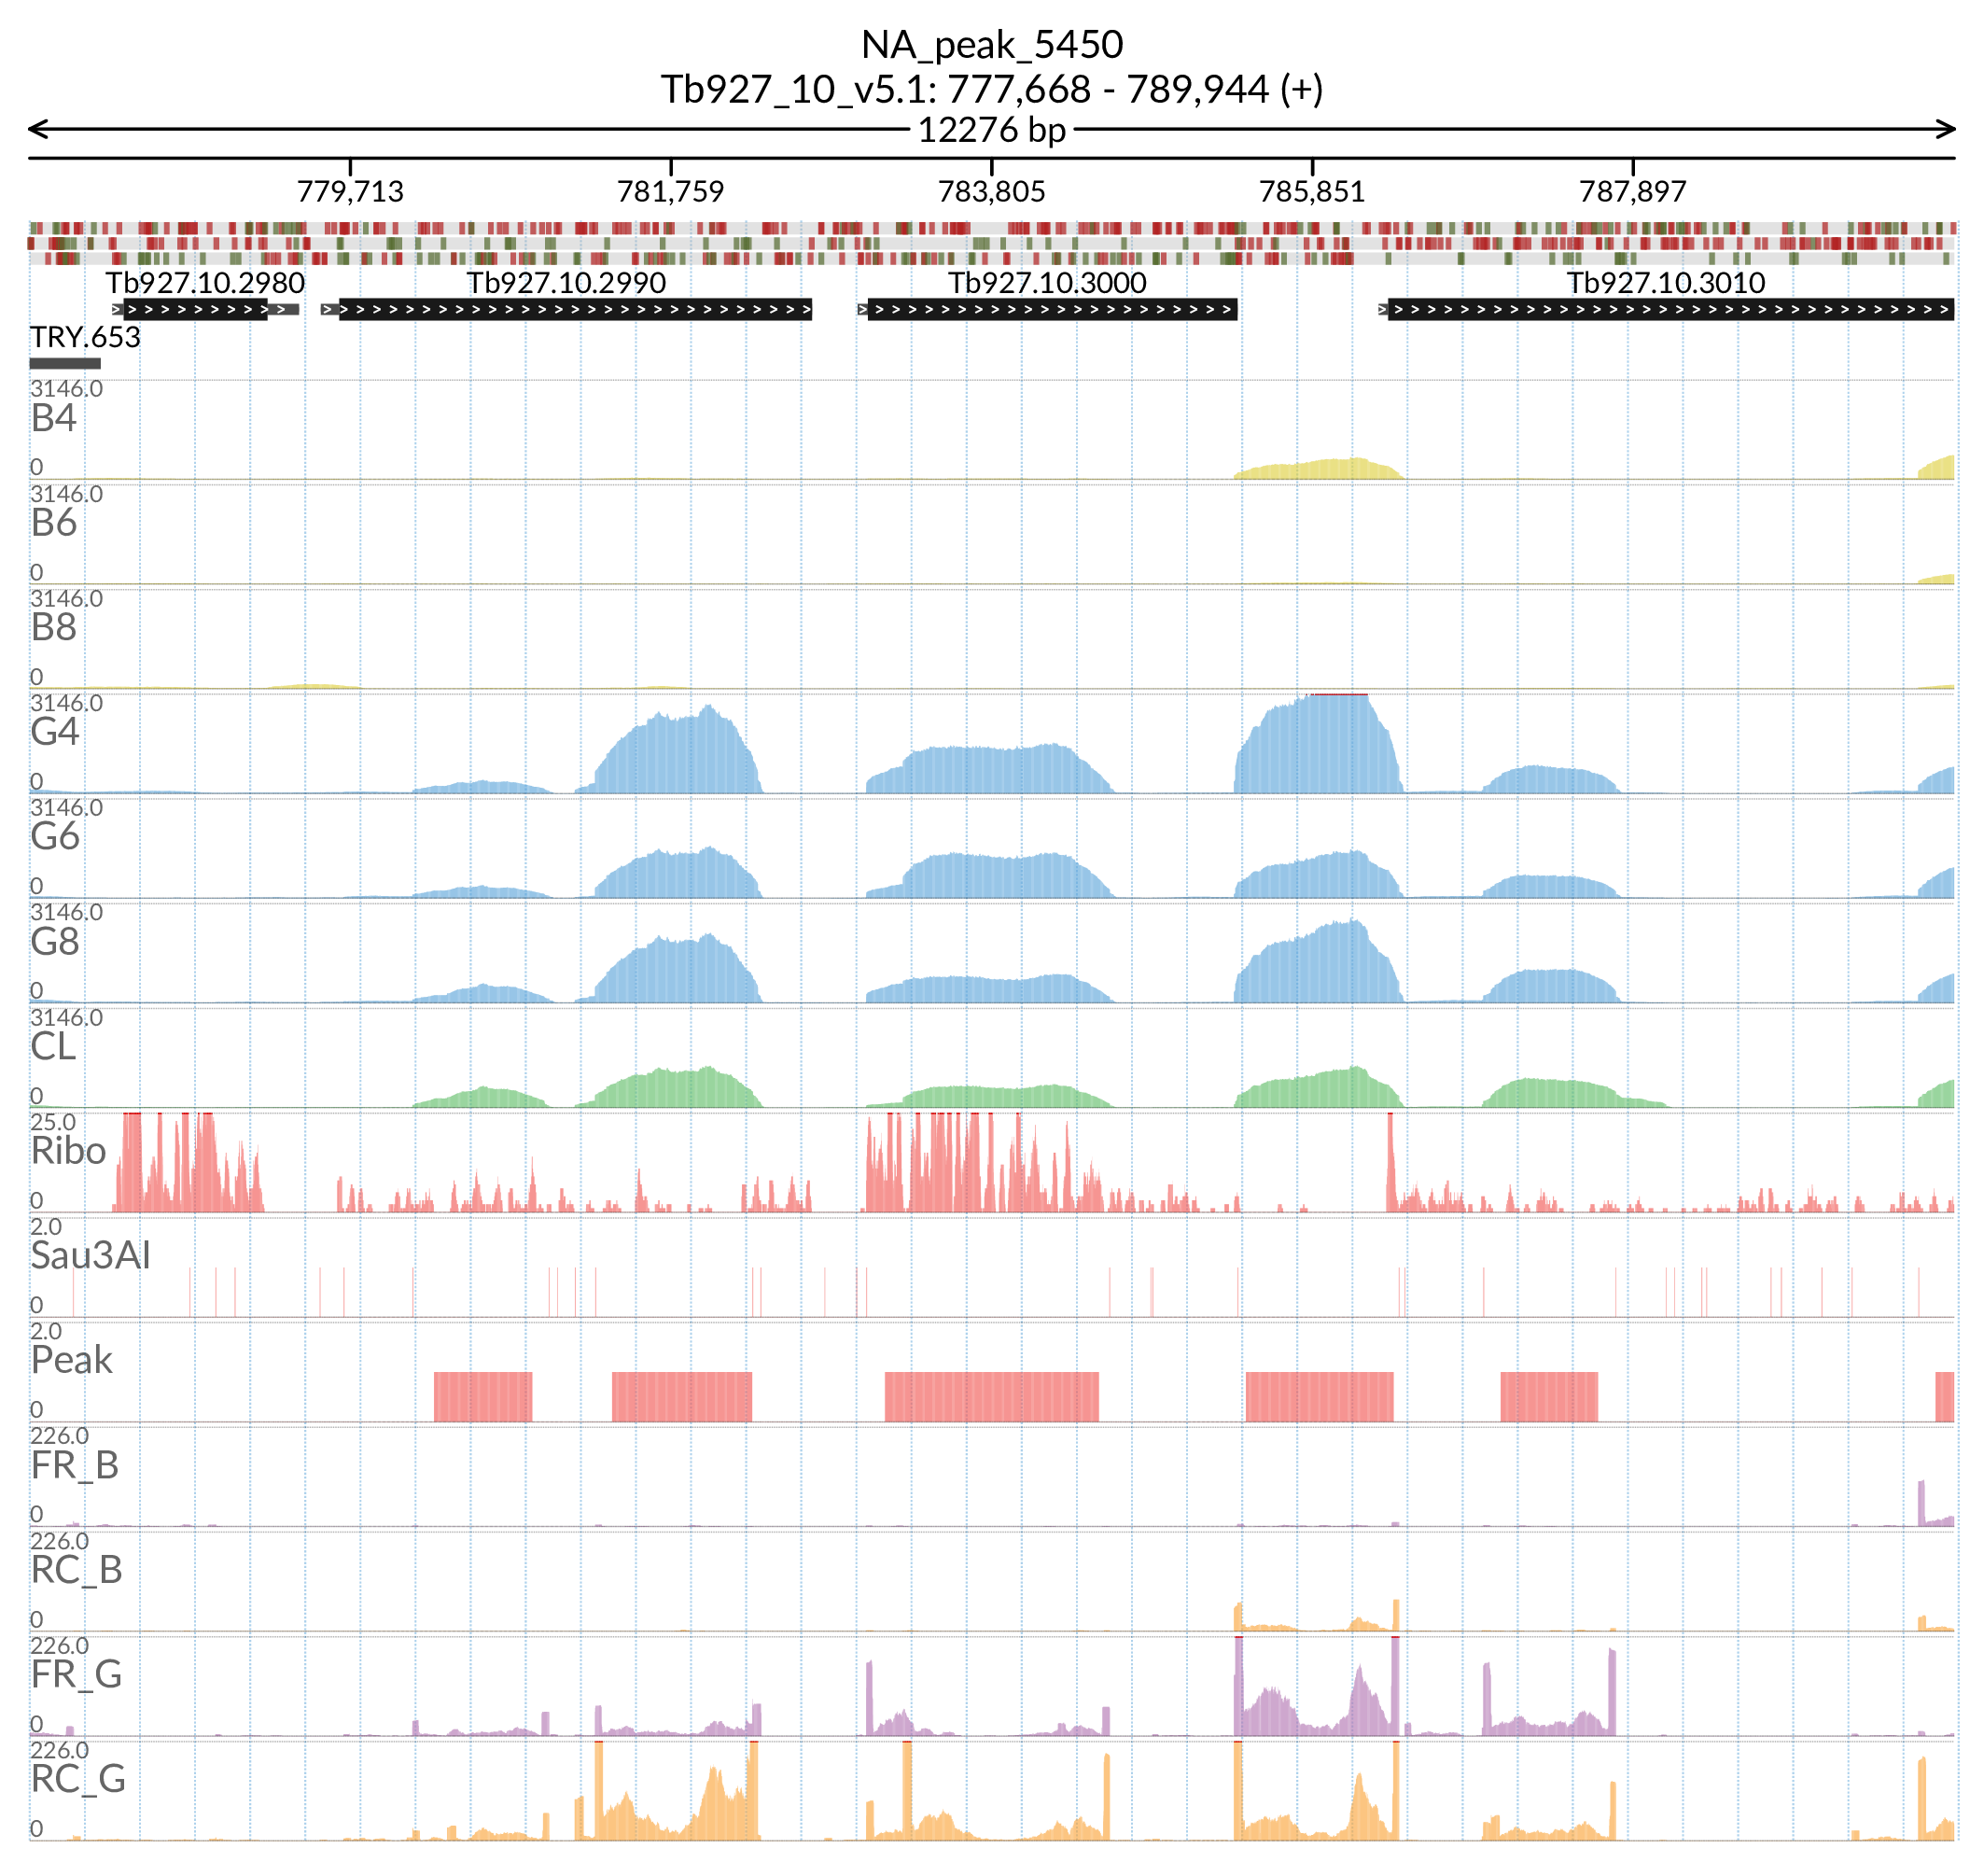 NA_peak_5450
Tb927_10_v5.1: 777,668 - 789,944 (+)
12276 bp
779,713 781,759 783,805 785,851 787,897
Tb927.10.2980 Tb927.10.2990 Tb927.10.3000 Tb927.10.3010
TRY.653
3146.0
B4
0
3146.0
B6
0
3146.0
B8
0
3146.0
G4
0
3146.0
G6
0
3146.0
G8
0
3146.0
CL
0
25.0
Ribo
0
2.0
Sau3AI
0
2.0
Peak
0
226.0
FR_B
0
226.0
RC_B
0
226.0
FR_G
0
226.0
RC_G
0